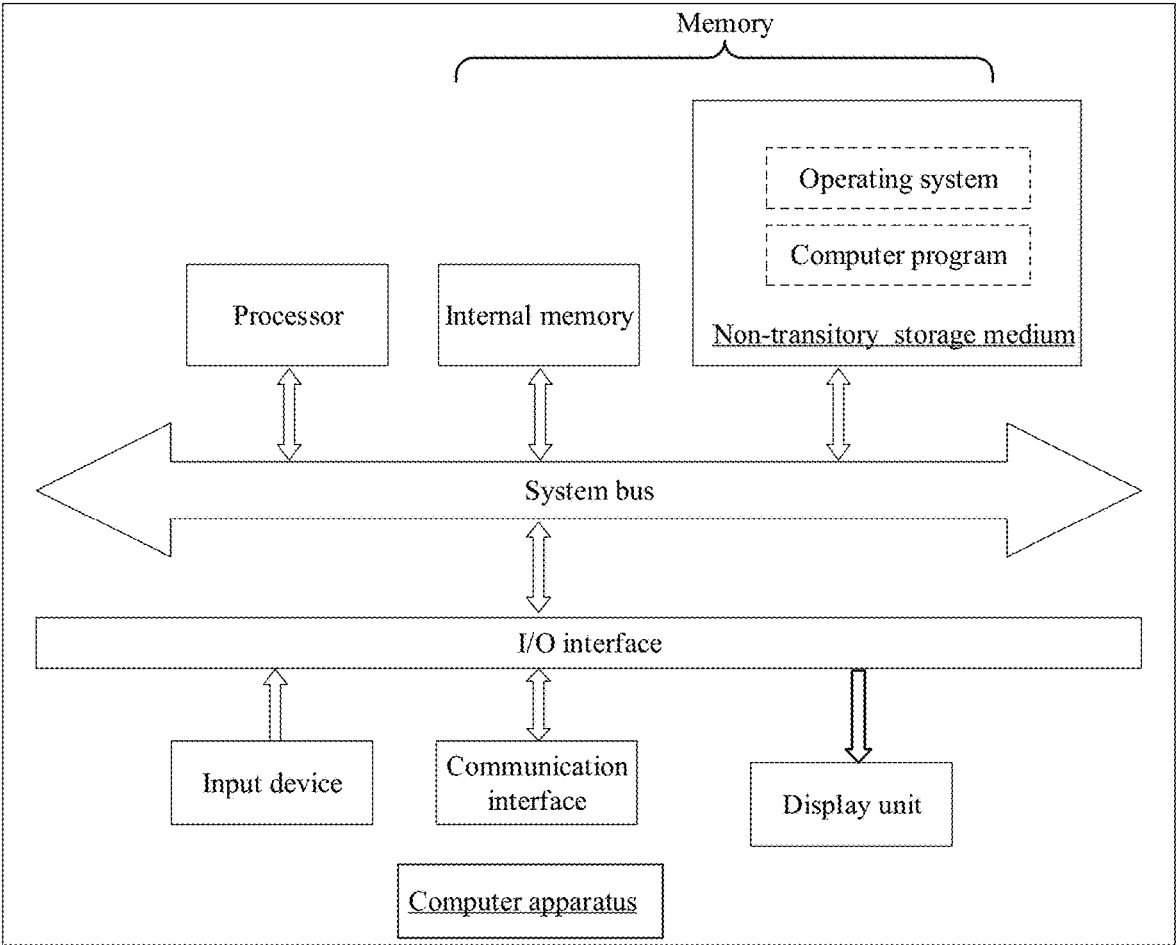 Memory
Operating system
Computer program
Processor
Internal memory
Non-transitory storage medium
System bus
I/O interface
Input device
Communication
interface
Display unit
Computer apparatus